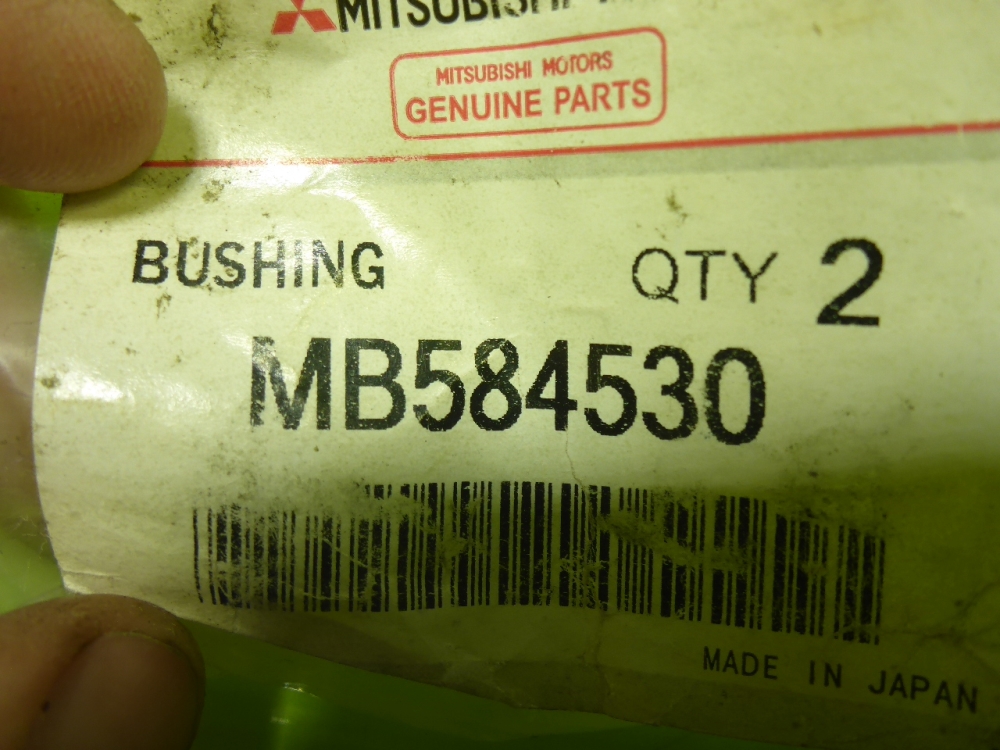 MITSUBISHI
MITSUBISHI MOTORS
GENUINE PARTS
BUSHING QTY 2
MB584530
MADE IN JAPAN